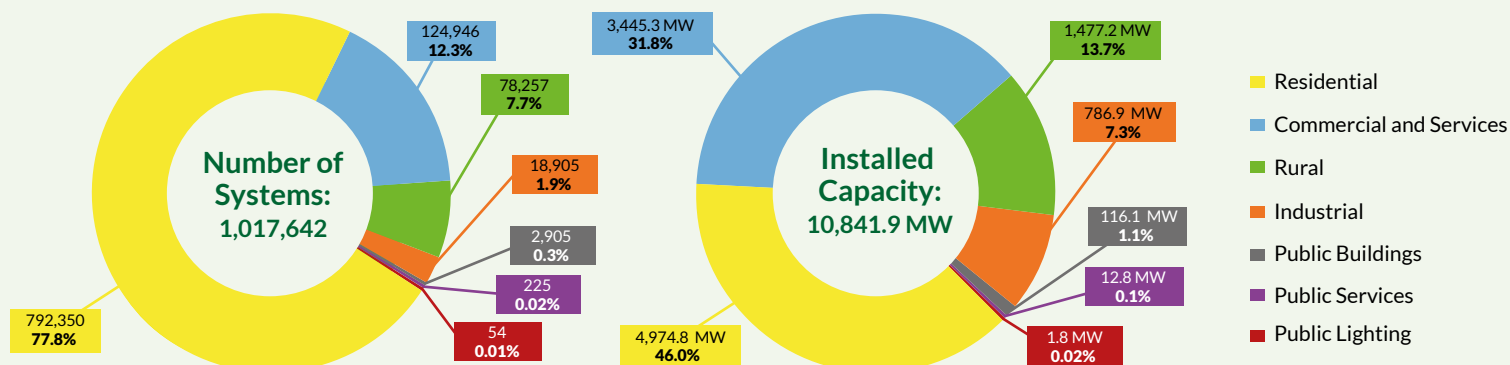 124,946
12.3%
78,257
7.7%
18,905
1.9%
2,905
0.3%
225
0.02%
54
0.01%
792,350
77.8%
Number of
Systems:
1,017,642
3,445.3 MW
31.8%
1,477.2 MW
13.7%
786.9 MW
7.3%
116.1 MW
1.1%
12.8 MW
0.1%
1.8 MW
0.02%
4,974.8 MW
46.0%
Installed
Capacity:
10,841.9 MW
Residential
Commercial and Services
Rural
Industrial
Public Buildings
Public Services
Public Lighting